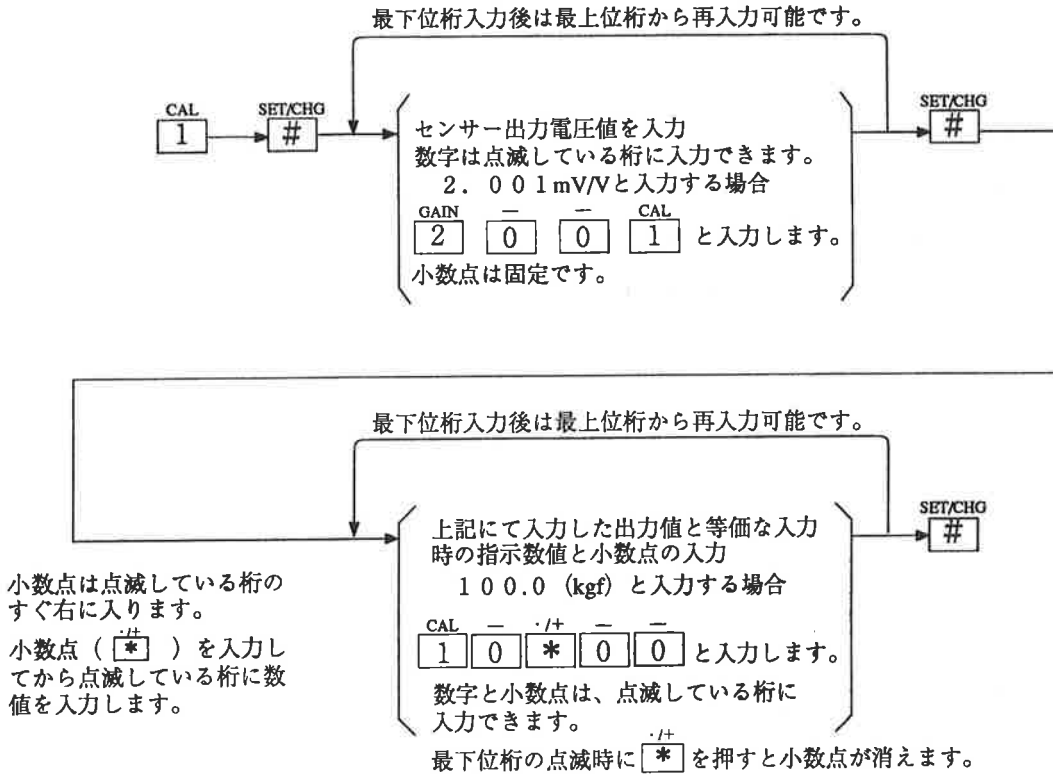 最下位桁入力後は最上位桁から再入力可能です。
CAL SET/CHG SET/CHG
1 # #
センサー出力電圧値を入力
数字は点滅している桁に入力できます。
2．００１mV/Vと入力する場合
GAIN － － CAL
2 0 0 1 と入力します。
小数点は固定です。
最下位桁入力後は最上位桁から再入力可能です。
SET/CHG
#
上記にて入力した出力値と等価な入力
時の指示数値と小数点の入力
１００.０ (kgf) と入力する場合
CAL － ・/+ － －
1 0 * 0 0 と入力します。
数字と小数点は、点滅している桁に
入力できます。
・/+
最下位桁の点滅時に * を押すと小数点が消えます。
小数点は点滅している桁の
すぐ右に入ります。
・/+
小数点 ( * ) を入力し
てから点滅している桁に数
値を入力します。